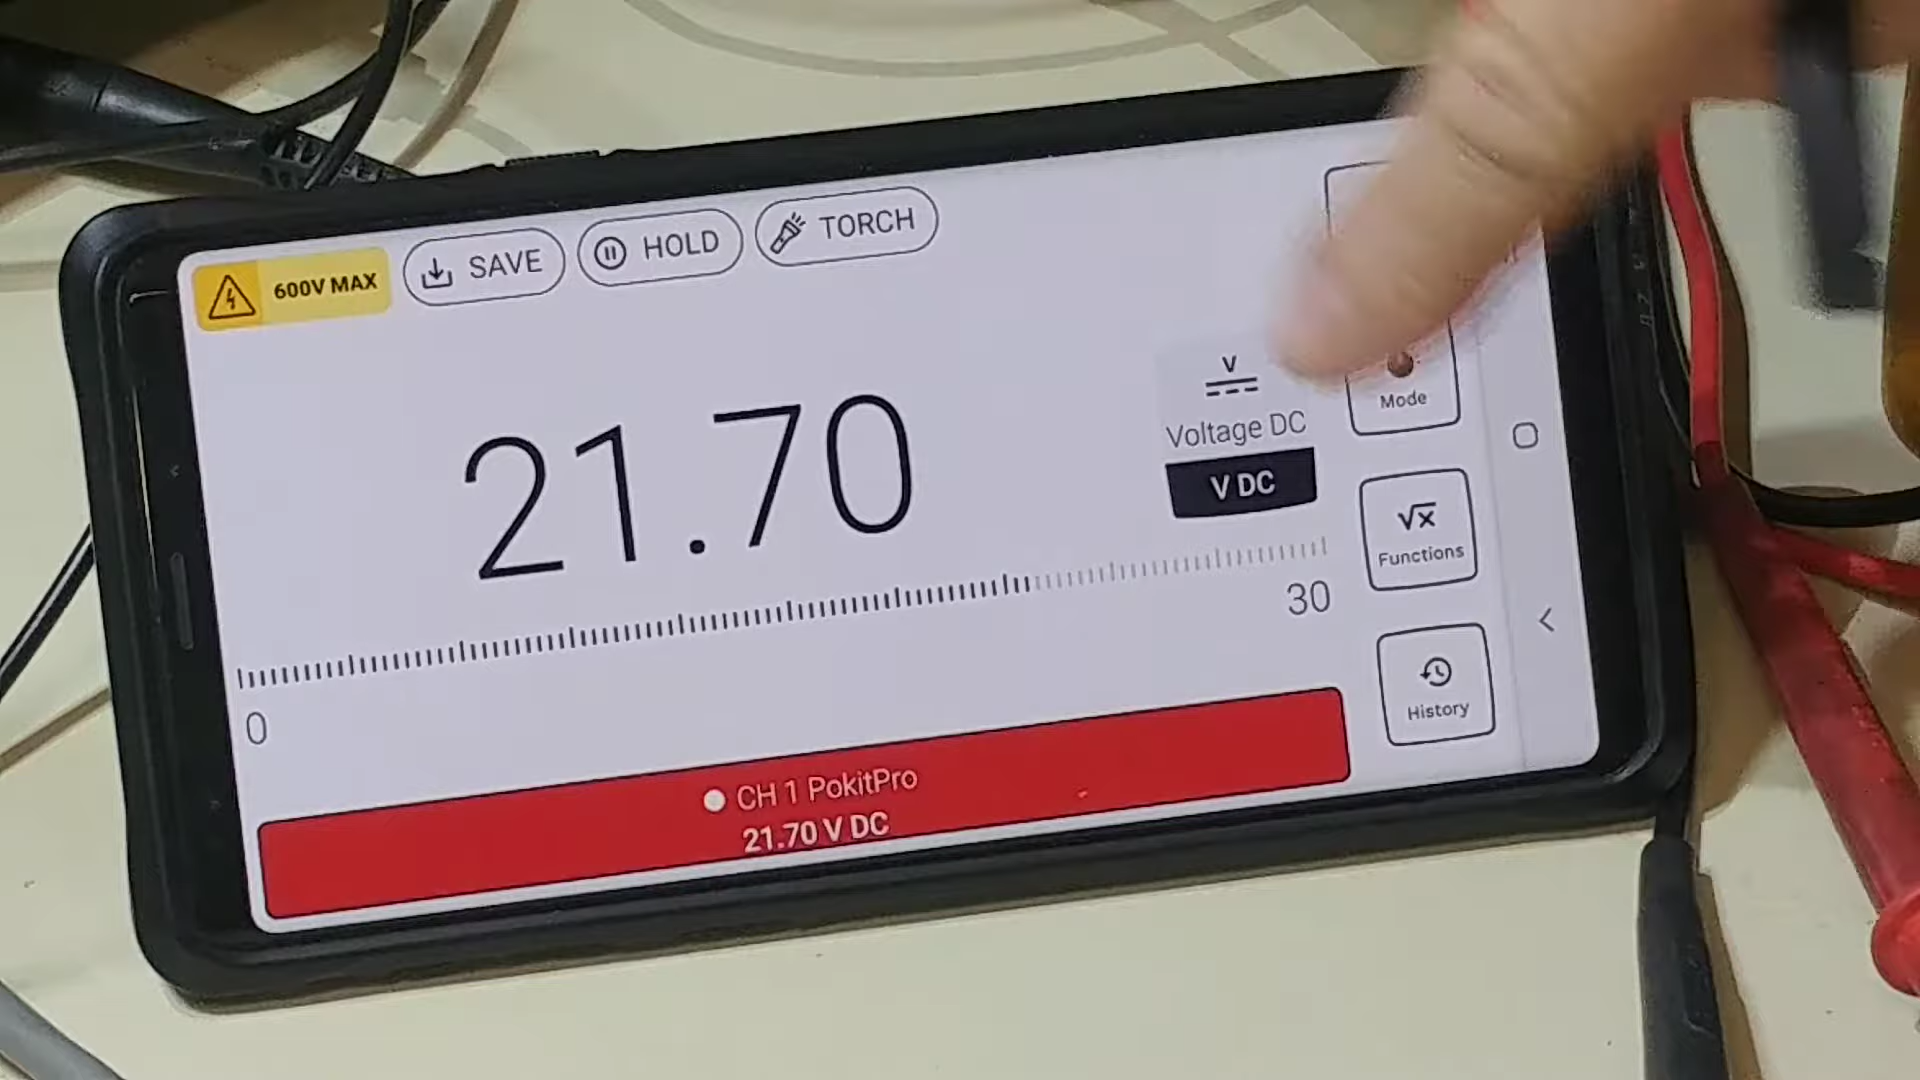 600V MAX
SAVE
HOLD
TORCH
21.70
V
Voltage DC
V DC
0
30
Mode
√x
Functions
History
CH 1 PokitPro
21.70 V DC